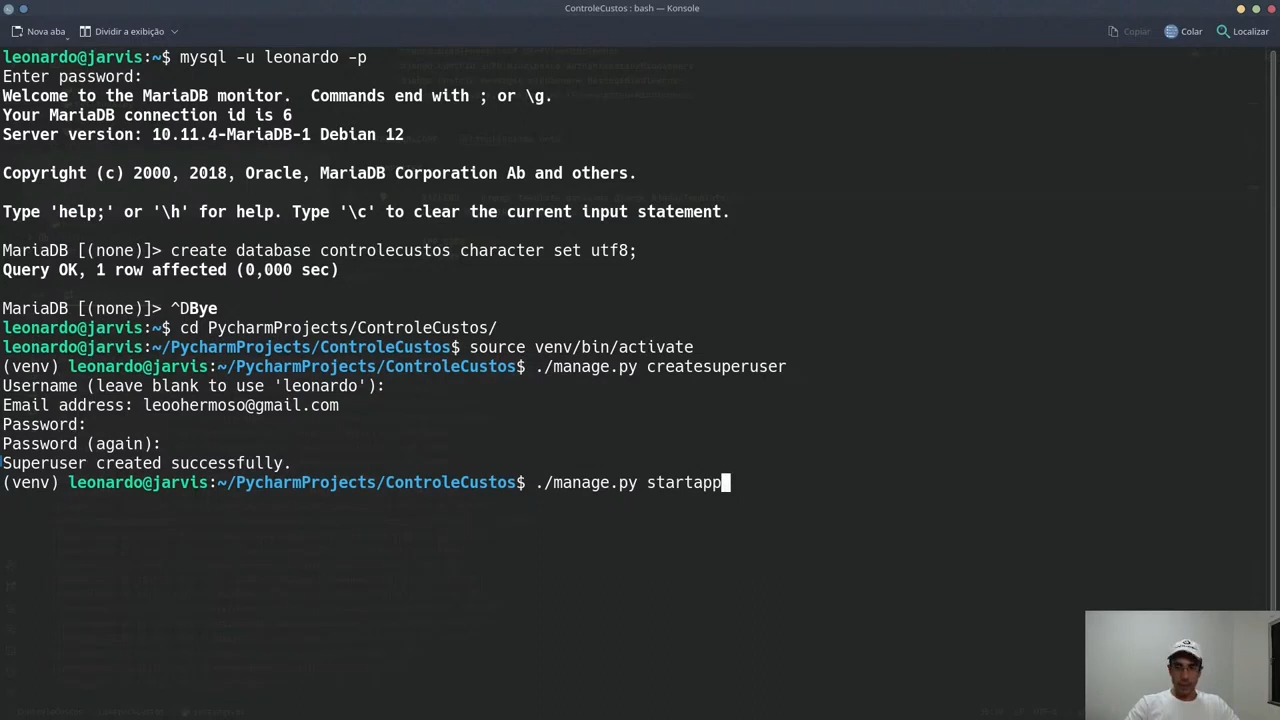 ControleCustos : bash — Konsole
Nova aba
Dividir a exibição
Copiar
Colar
Localizar
leonardo@jarvis:~$ mysql -u leonardo -p
Enter password:
Welcome to the MariaDB monitor.  Commands end with ; or \g.
Your MariaDB connection id is 6
Server version: 10.11.4-MariaDB-1 Debian 12
Copyright (c) 2000, 2018, Oracle, MariaDB Corporation Ab and others.
Type 'help;' or '\h' for help. Type '\c' to clear the current input statement.
MariaDB [(none)]> create database controlecustos character set utf8;
Query OK, 1 row affected (0,000 sec)
MariaDB [(none)]> ^DBye
leonardo@jarvis:~$ cd PycharmProjects/ControleCustos/
leonardo@jarvis:~/PycharmProjects/ControleCustos$ source venv/bin/activate
(venv) leonardo@jarvis:~/PycharmProjects/ControleCustos$ ./manage.py createsuperuser
Username (leave blank to use 'leonardo'):
Email address: leoohermoso@gmail.com
Password:
Password (again):
Superuser created successfully.
(venv) leonardo@jarvis:~/PycharmProjects/ControleCustos$ ./manage.py startapp